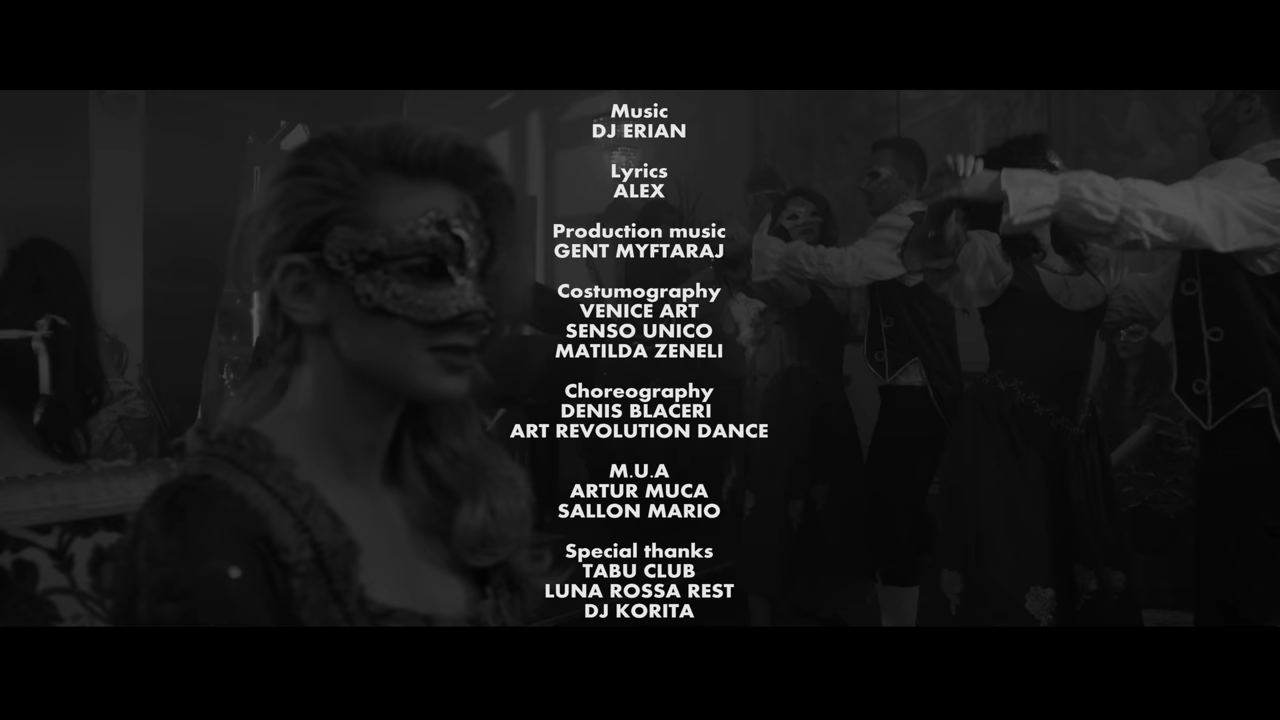 Music
DJ ERIAN
Lyrics
ALEX
Production music
GENT MYFTARAJ
Costumography
VENICE ART
SENSO UNICO
MATILDA ZENELI
Choreography
DENIS BLACERI
ART REVOLUTION DANCE
M.U.A
ARTUR MUCA
SALLON MARIO
Special thanks
TABU CLUB
LUNA ROSSA REST
DJ KORITA